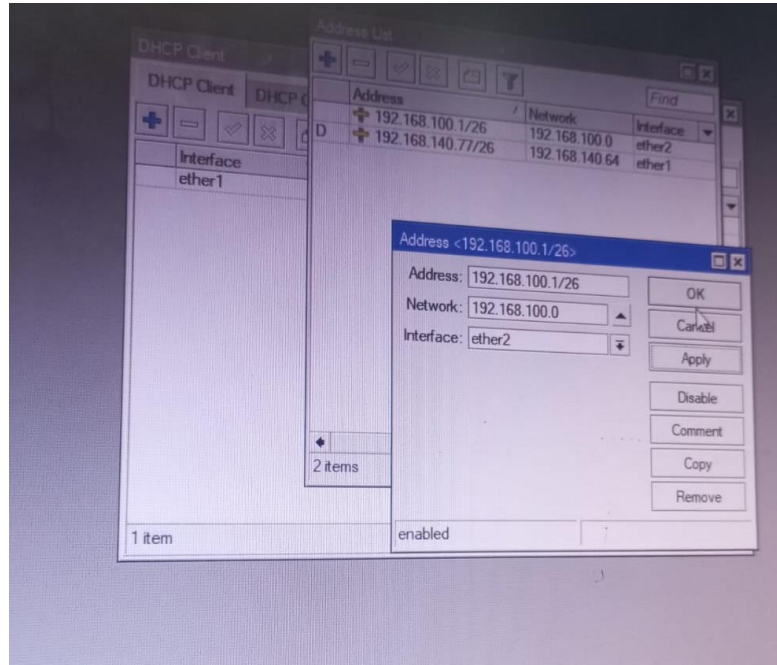 DHCP Client
DHCP Client DHCP C
Interface
ether1
1 item
Address List
Find
Address / Network Interface
192.168.100.1/26 192.168.100.0 ether2
D 192.168.140.77/26 192.168.140.64 ether1
2 items
Address <192.168.100.1/26>
Address: 192.168.100.1/26
Network: 192.168.100.0
Interface: ether2
OK
Cancel
Apply
Disable
Comment
Copy
Remove
enabled